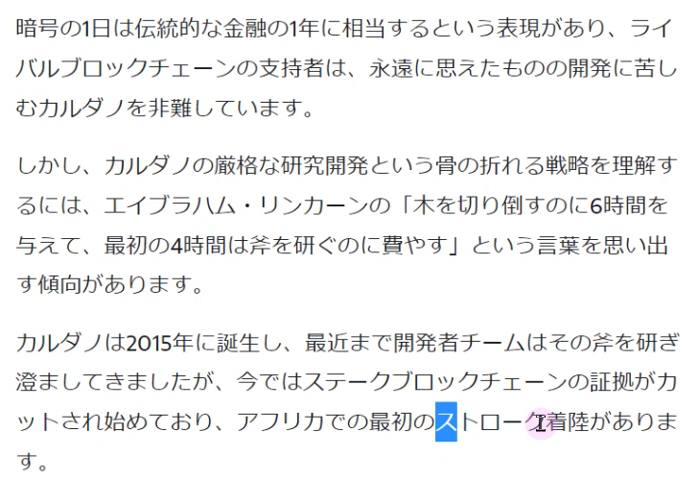 暗号の1日は伝統的な金融の1年に相当するという表現があり、ライ
バルブロックチェーンの支持者は、永遠に思えたものの開発に苦し
むカルダノを非難しています。
しかし、カルダノの厳格な研究開発という骨の折れる戦略を理解す
るには、エイブラハム・リンカーンの「木を切り倒すのに6時間を
与えて、最初の4時間は斧を研ぐのに費やす」という言葉を思い出
す傾向があります。
カルダノは2015年に誕生し、最近まで開発者チームはその斧を研ぎ
澄ましてきましたが、今ではステークブロックチェーンの証拠がカ
ットされ始めており、アフリカでの最初のストローク着陸がありま
す。